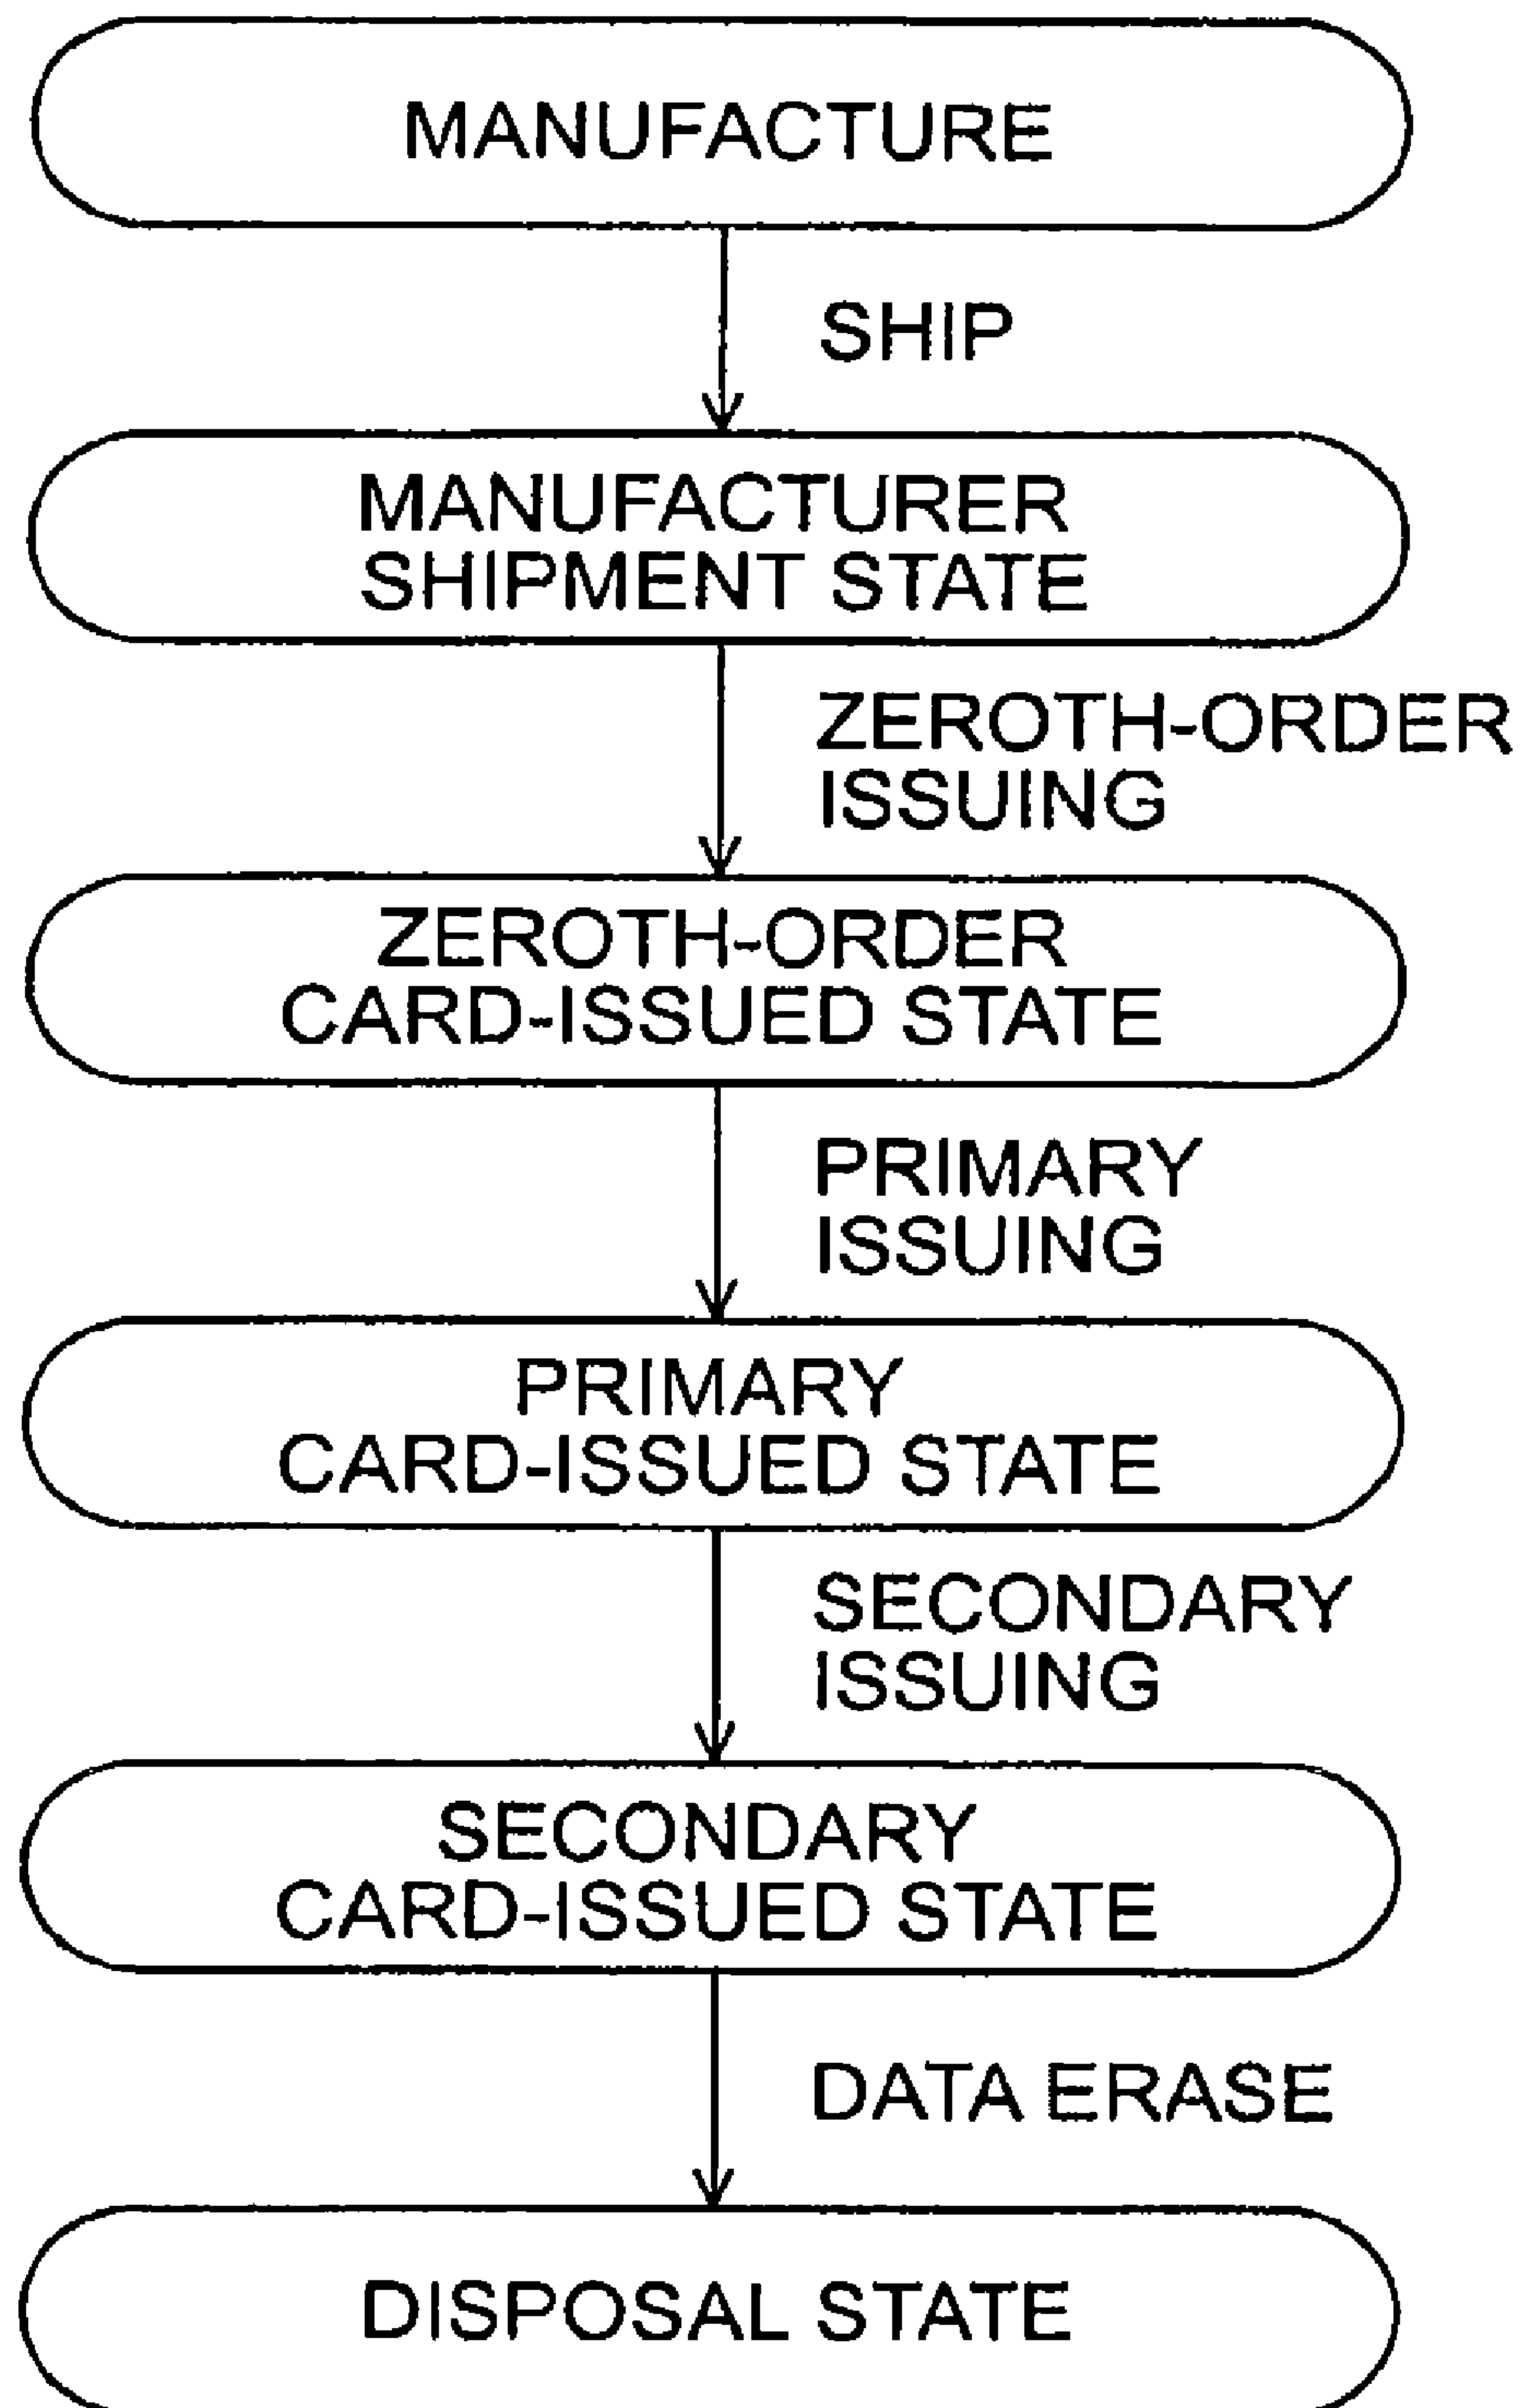 MANUFACTURE
SHIP
MANUFACTURER
SHIPMENT STATE
ZEROTH-ORDER
ISSUING
ZEROTH-ORDER
CARD-ISSUED STATE
PRIMARY
ISSUING
PRIMARY
CARD-ISSUED STATE
SECONDARY
ISSUING
SECONDARY
CARD-ISSUED STATE
DATA ERASE
DISPOSAL STATE